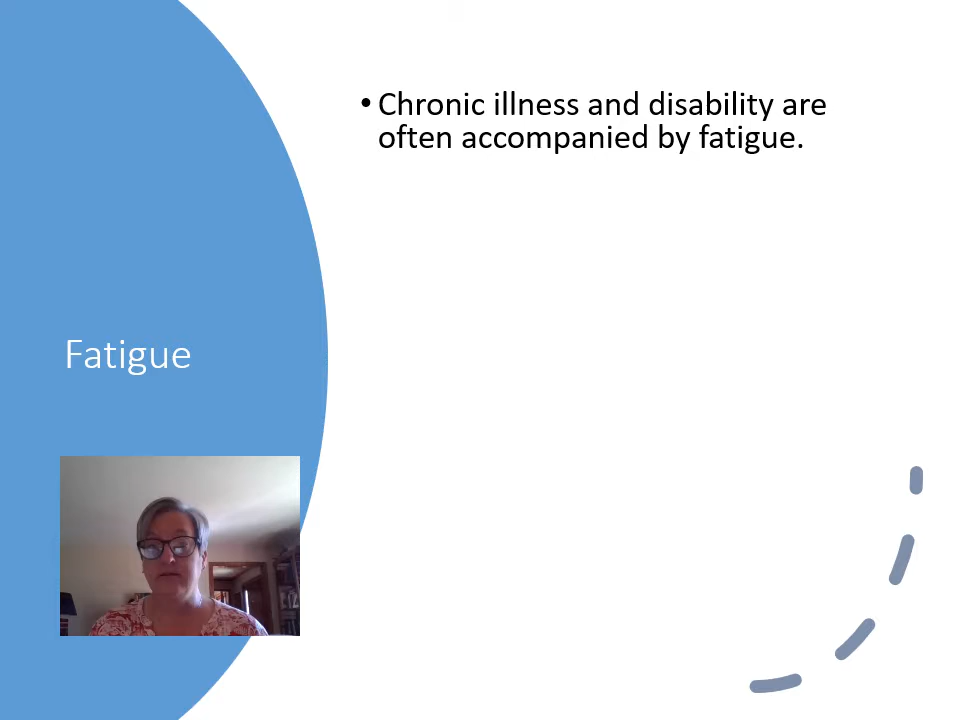 Fatigue
• Chronic illness and disability are
often accompanied by fatigue.